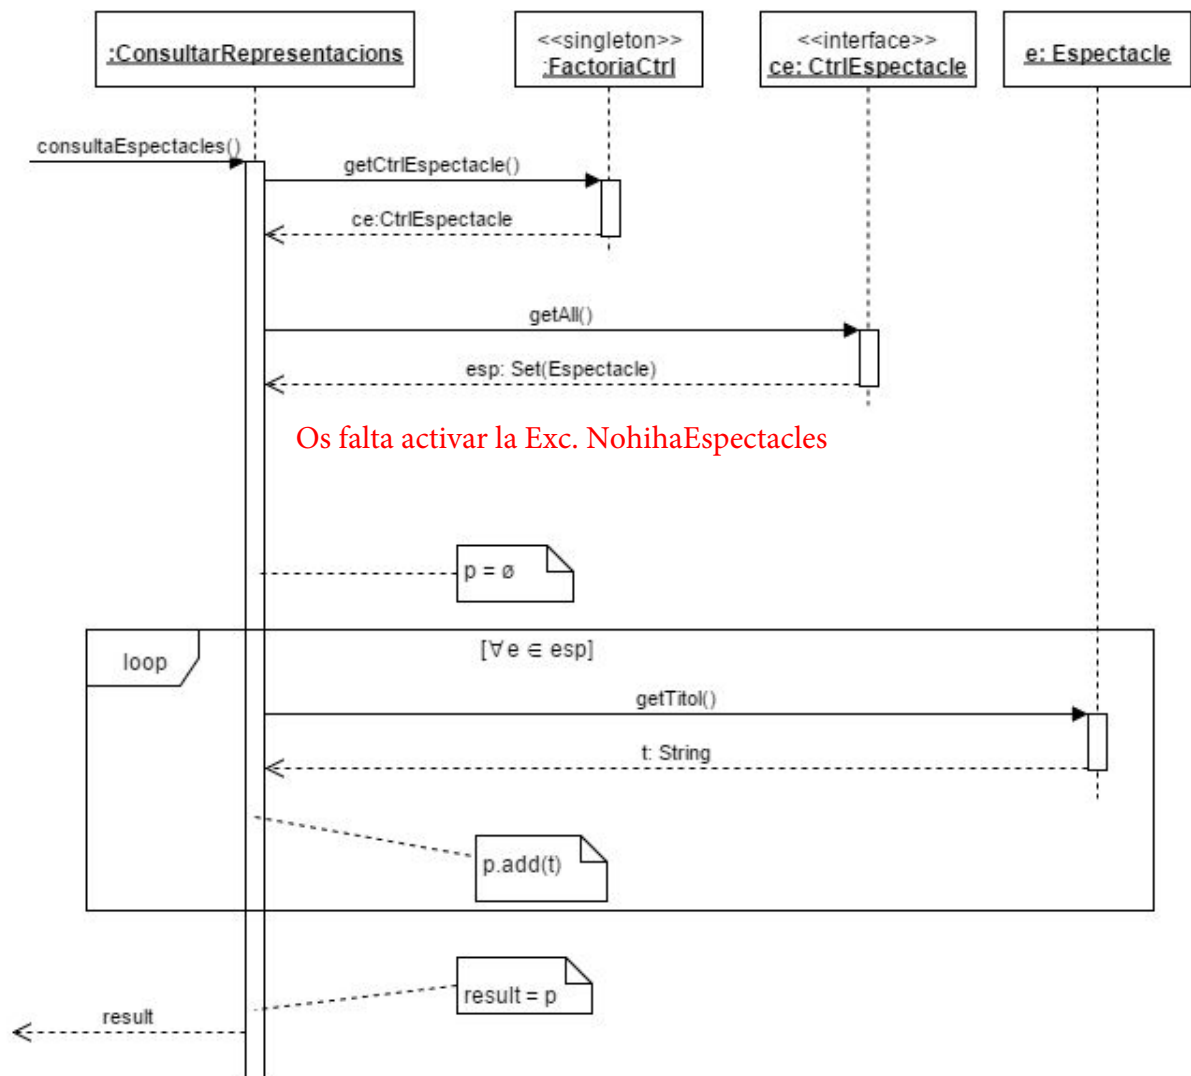 :ConsultarRepresentacions
<<singleton>>
:FactoriaCtrl
<<interface>>
ce: CtrlEspectacle
e: Espectacle
consultaEspectacles()
getCtrlEspectacle()
ce:CtrlEspectacle
getAll()
esp: Set(Espectacle)
Os falta activar la Exc. NohihaEspectacles
p = ø
loop
[∀ e ∈ esp]
getTitol()
t: String
p.add(t)
result = p
result